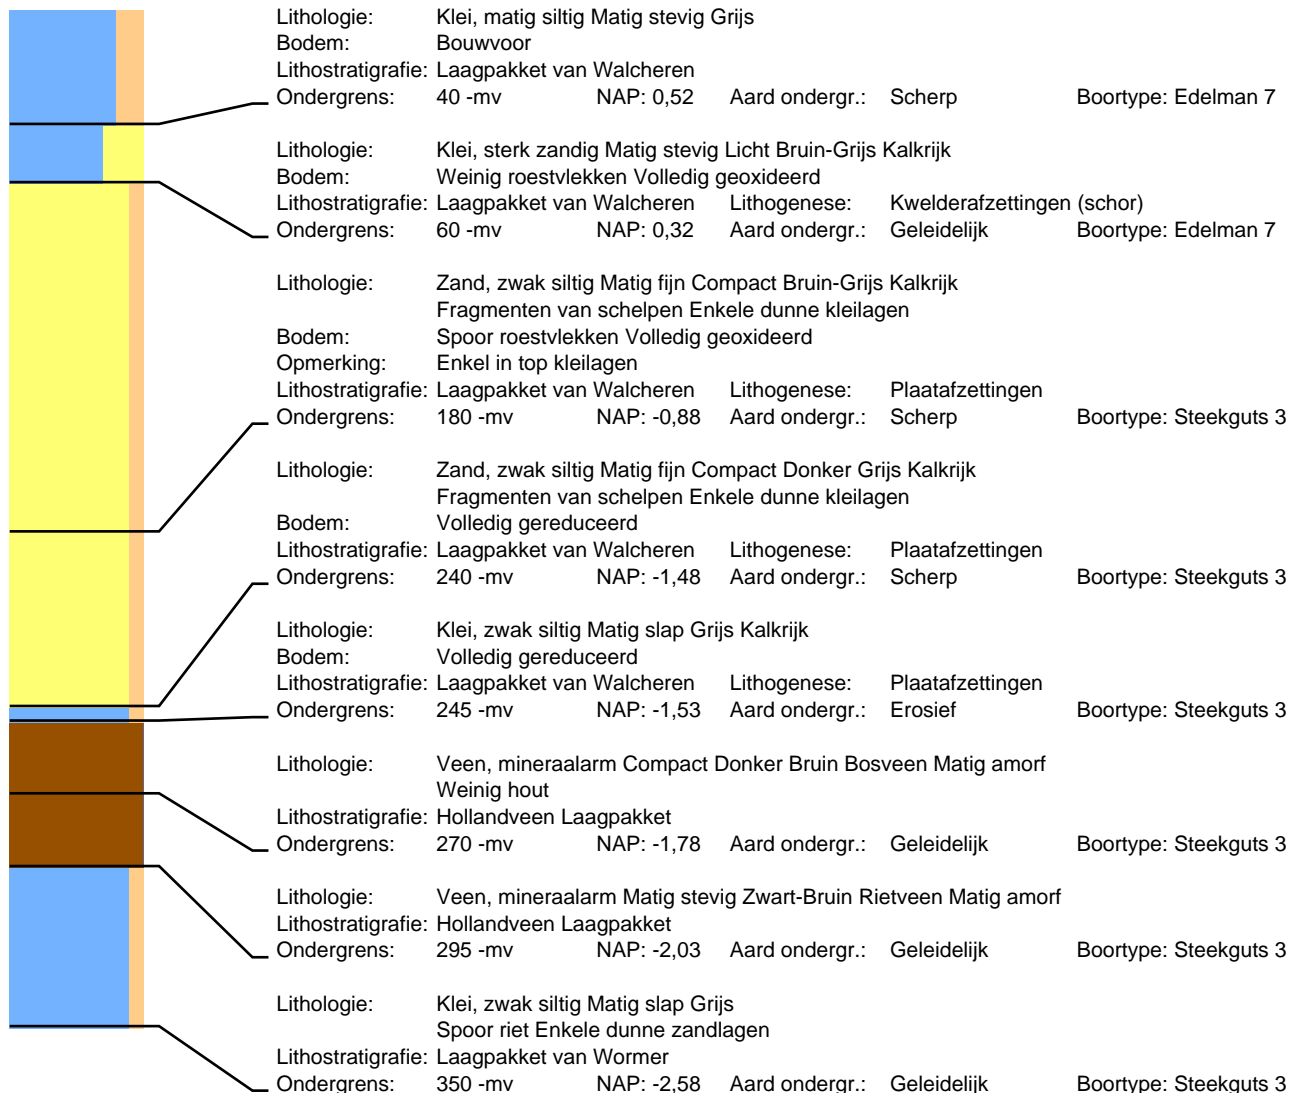 Lithologie: Klei, matig siltig Matig stevig Grijs
Bodem: Bouwvoor
Lithostratigrafie: Laagpakket van Walcheren
Ondergrens: 40 -mv NAP: 0,52 Aard ondergr.: Scherp Boortype: Edelman 7
Lithologie: Klei, sterk zandig Matig stevig Licht Bruin-Grijs Kalkrijk
Bodem: Weinig roestvlekken Volledig geoxideerd
Lithostratigrafie: Laagpakket van Walcheren Lithogenese: Kwelderafzettingen (schor)
Ondergrens: 60 -mv NAP: 0,32 Aard ondergr.: Geleidelijk Boortype: Edelman 7
Lithologie: Zand, zwak siltig Matig fijn Compact Bruin-Grijs Kalkrijk
Fragmenten van schelpen Enkele dunne kleilagen
Bodem: Spoor roestvlekken Volledig geoxideerd
Opmerking: Enkel in top kleilagen
Lithostratigrafie: Laagpakket van Walcheren Lithogenese: Plaatafzettingen
Ondergrens: 180 -mv NAP: -0,88 Aard ondergr.: Scherp Boortype: Steekguts 3
Lithologie: Zand, zwak siltig Matig fijn Compact Donker Grijs Kalkrijk
Fragmenten van schelpen Enkele dunne kleilagen
Bodem: Volledig gereduceerd
Lithostratigrafie: Laagpakket van Walcheren Lithogenese: Plaatafzettingen
Ondergrens: 240 -mv NAP: -1,48 Aard ondergr.: Scherp Boortype: Steekguts 3
Lithologie: Klei, zwak siltig Matig slap Grijs Kalkrijk
Bodem: Volledig gereduceerd
Lithostratigrafie: Laagpakket van Walcheren Lithogenese: Plaatafzettingen
Ondergrens: 245 -mv NAP: -1,53 Aard ondergr.: Erosief Boortype: Steekguts 3
Lithologie: Veen, mineraalarm Compact Donker Bruin Bosveen Matig amorf
Weinig hout
Lithostratigrafie: Hollandveen Laagpakket
Ondergrens: 270 -mv NAP: -1,78 Aard ondergr.: Geleidelijk Boortype: Steekguts 3
Lithologie: Veen, mineraalarm Matig stevig Zwart-Bruin Rietveen Matig amorf
Lithostratigrafie: Hollandveen Laagpakket
Ondergrens: 295 -mv NAP: -2,03 Aard ondergr.: Geleidelijk Boortype: Steekguts 3
Lithologie: Klei, zwak siltig Matig slap Grijs
Spoor riet Enkele dunne zandlagen
Lithostratigrafie: Laagpakket van Wormer
Ondergrens: 350 -mv NAP: -2,58 Aard ondergr.: Geleidelijk Boortype: Steekguts 3